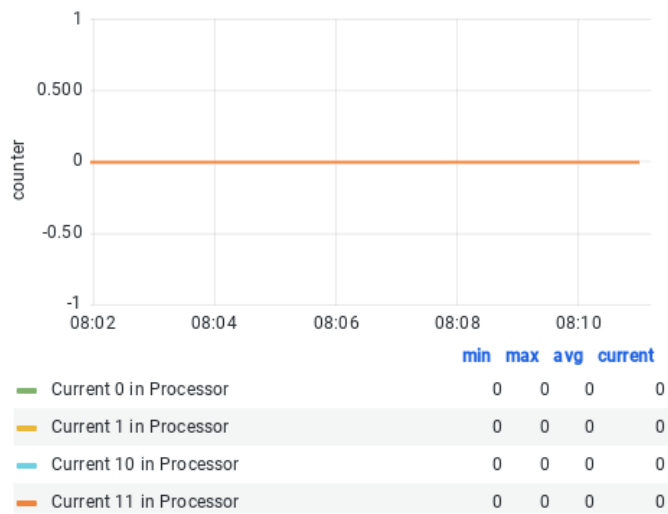 1
0.500
0
-0.50
-1
counter
08:02 08:04 08:06 08:08 08:10
min max avg current
Current 0 in Processor 0 0 0 0
Current 1 in Processor 0 0 0 0
Current 10 in Processor 0 0 0 0
Current 11 in Processor 0 0 0 0